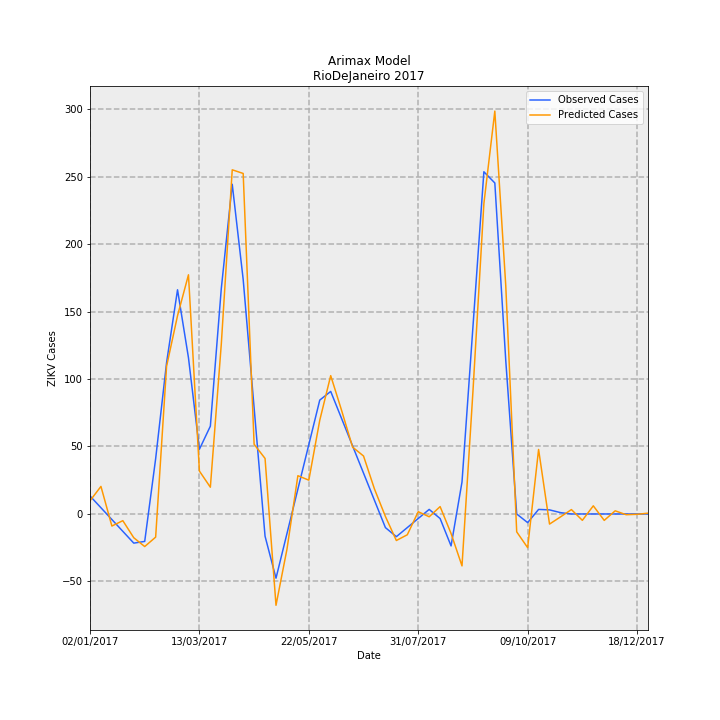 Arimax Model
RioDeJaneiro 2017
Observed Cases
Predicted Cases
300
250
200
150
100
50
0
−50
ZIKV Cases
02/01/2017 13/03/2017 22/05/2017 31/07/2017 09/10/2017 18/12/2017
Date